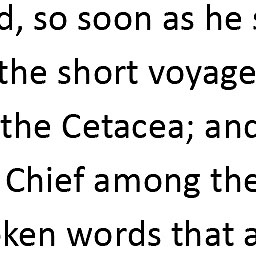 d, so soon as he s
the short voyage
the Cetacea; and
Chief among the
ken words that a